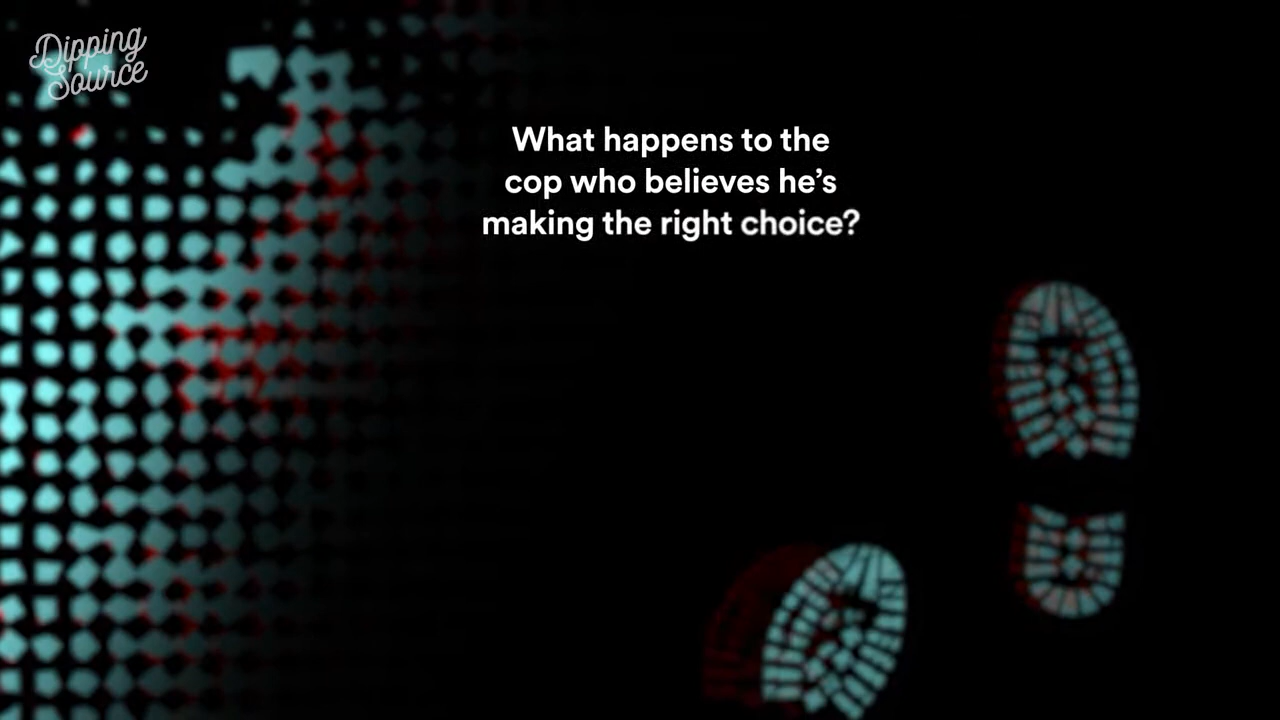 Dipping
Source
What happens to the
cop who believes he’s
making the right choice?